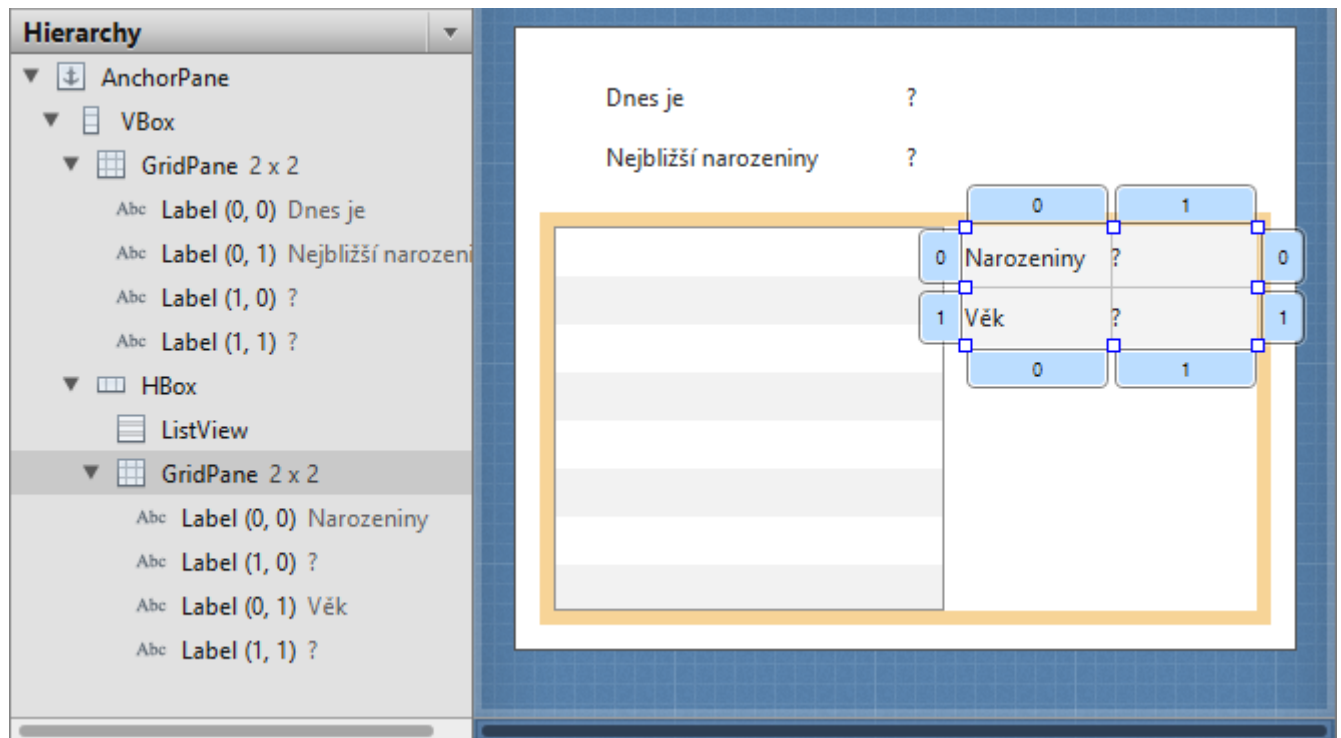 Hierarchy
AnchorPane
VBox
GridPane 2 x 2
Abc Label (0, 0) Dnes je
Abc Label (0, 1) Nejbližší narozeni
Abc Label (1, 0) ?
Abc Label (1, 1) ?
HBox
ListView
GridPane 2 x 2
Abc Label (0, 0) Narozeniny
Abc Label (1, 0) ?
Abc Label (0, 1) Věk
Abc Label (1, 1) ?
Dnes je ?
Nejbližší narozeniny ?
0 1
0 Narozeniny ? 0
1 Věk ? 1
0 1